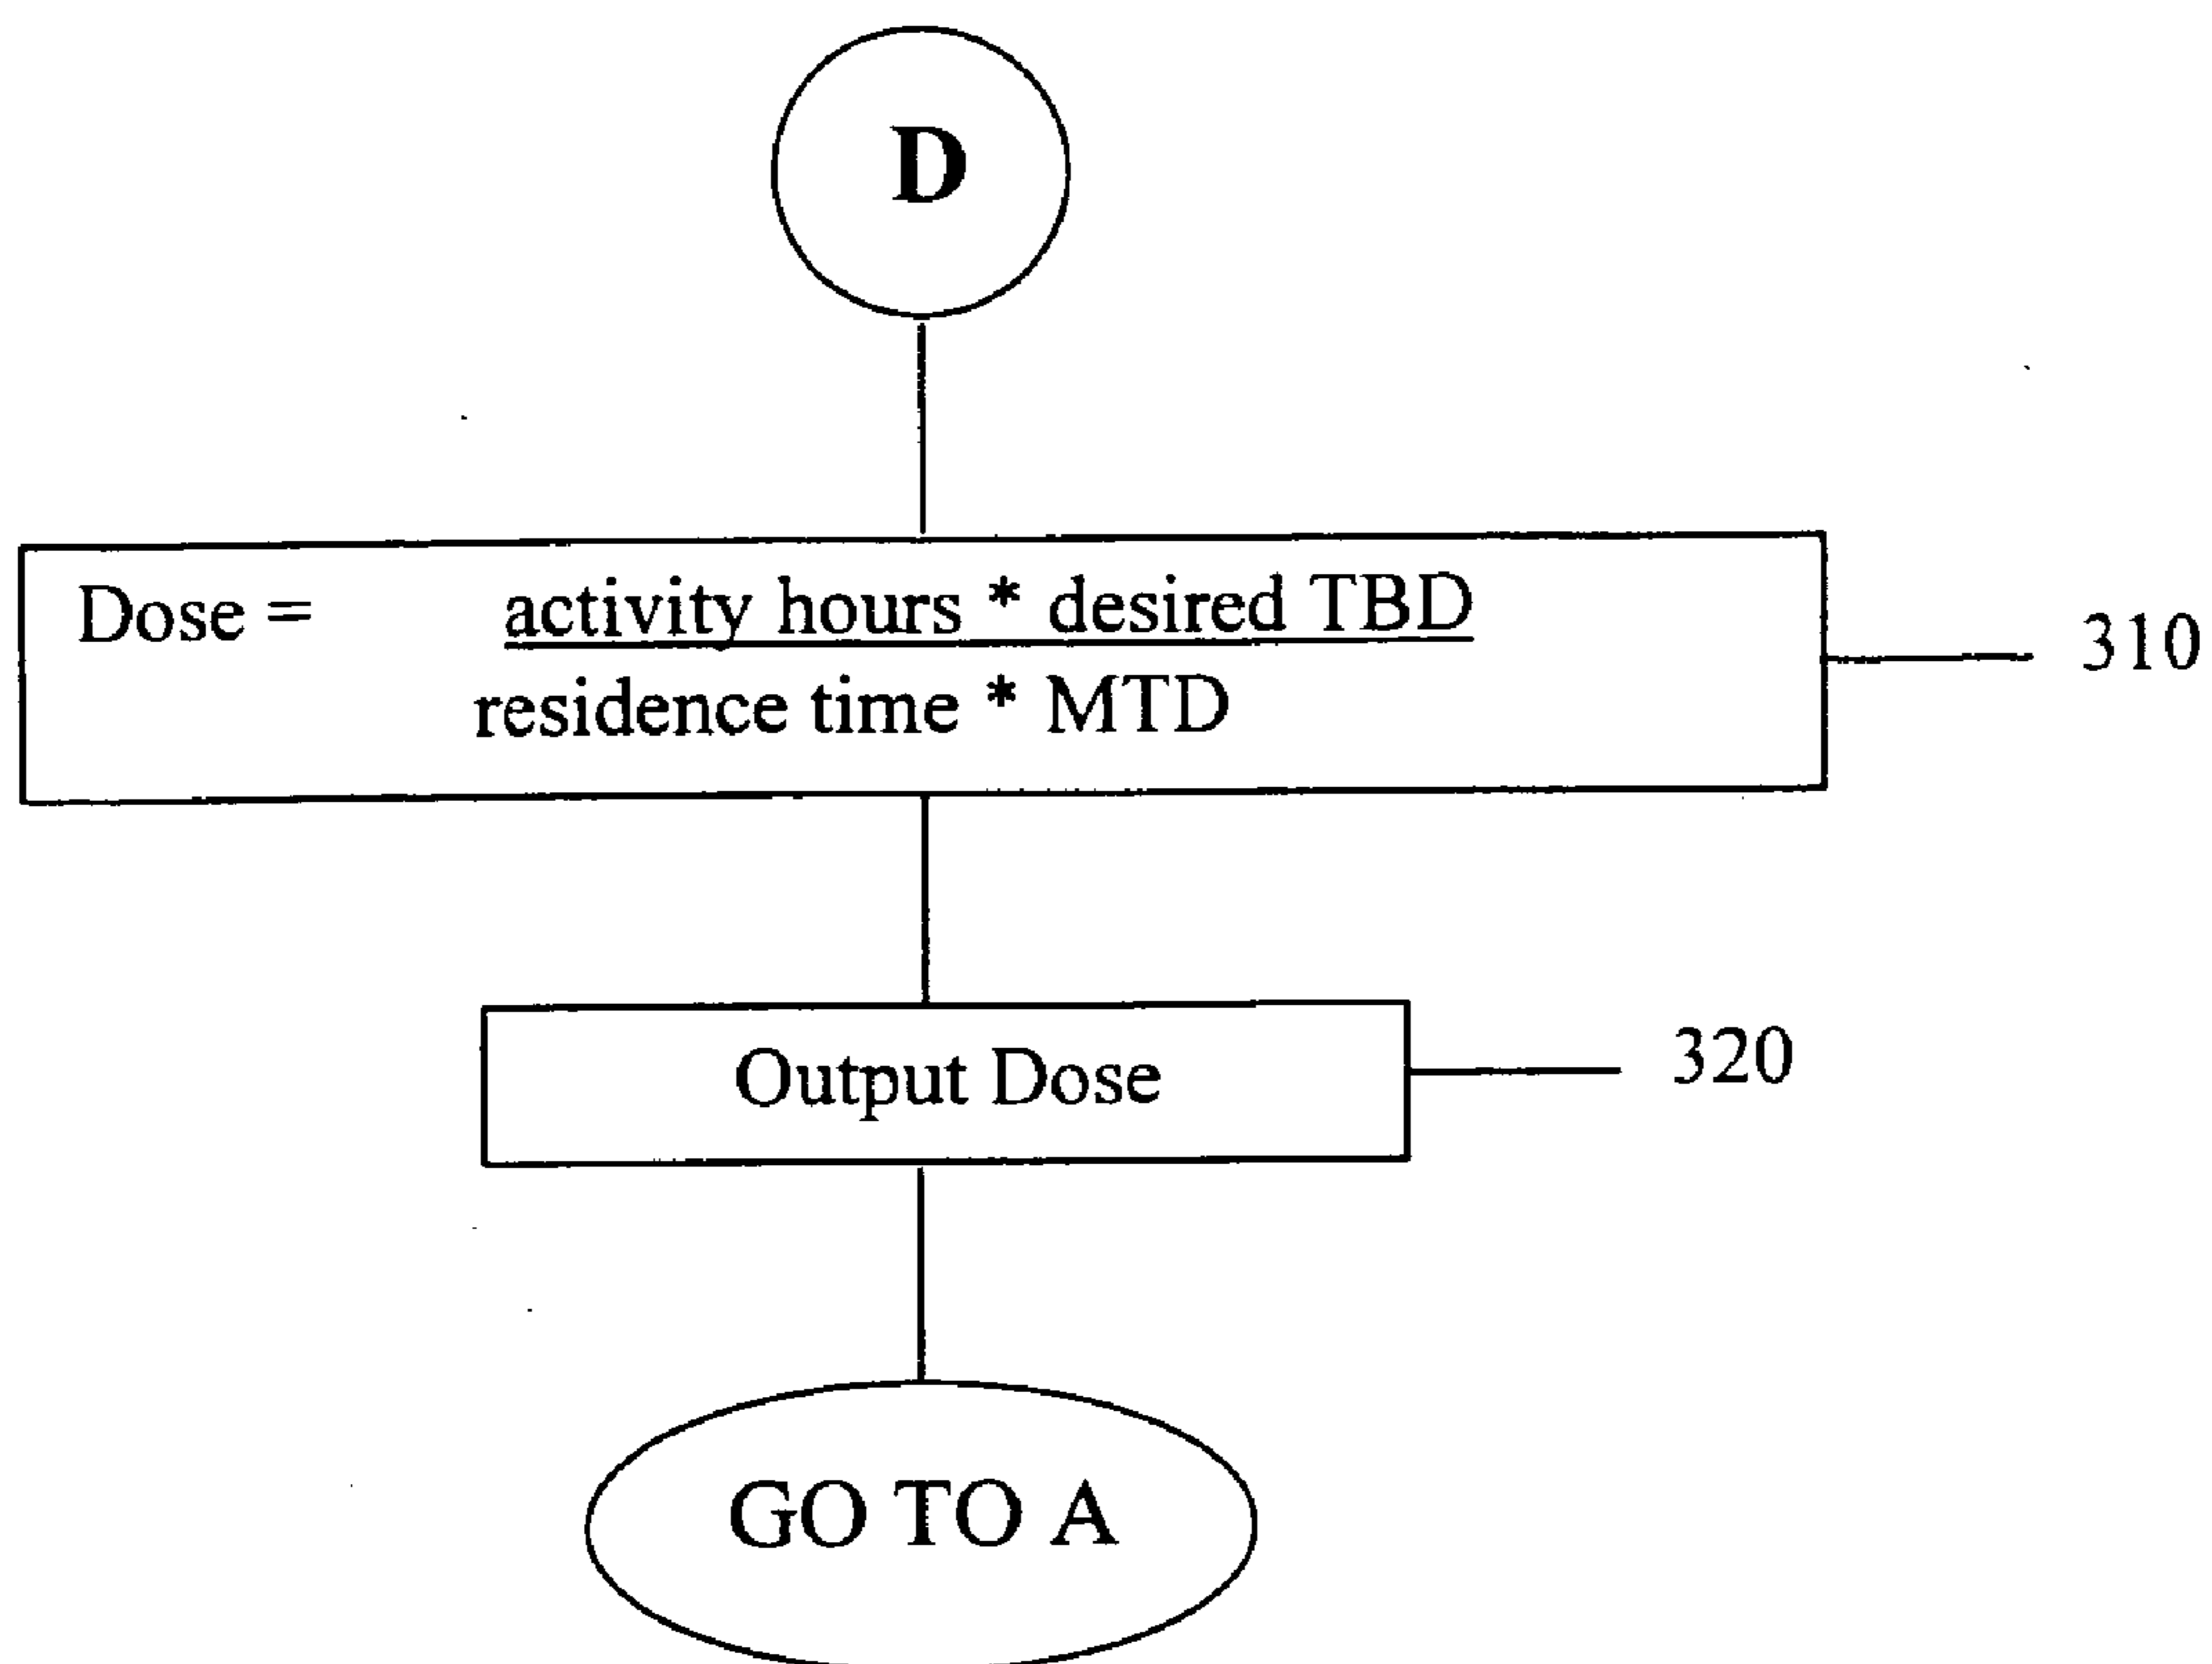 D
Dose = activity hours * desired TBD
residence time * MTD
310
Output Dose
320
GO TO A